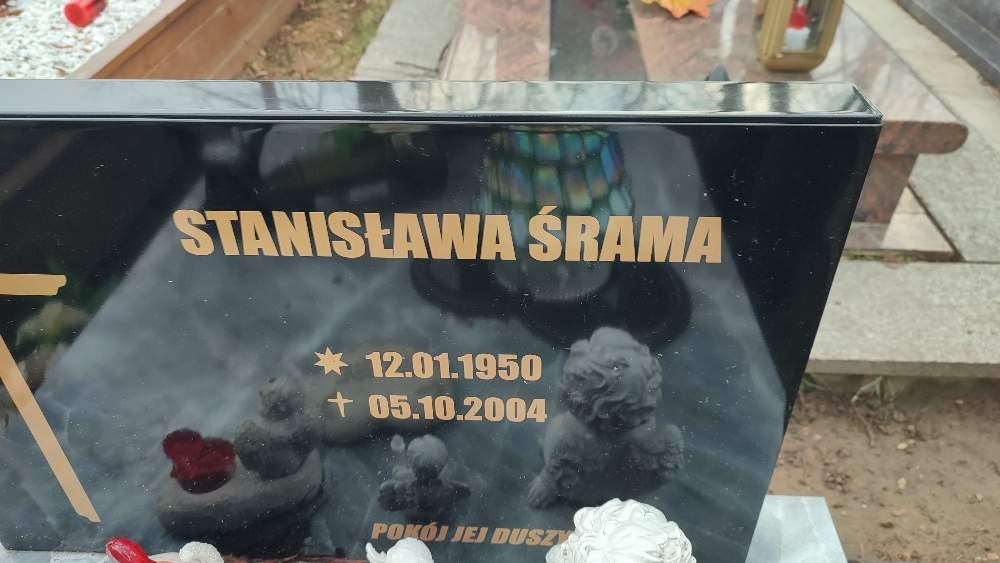 STANISŁAWA ŚRAMA
12.01.1950
05.10.2004
POKÓJ JEJ DUSZY